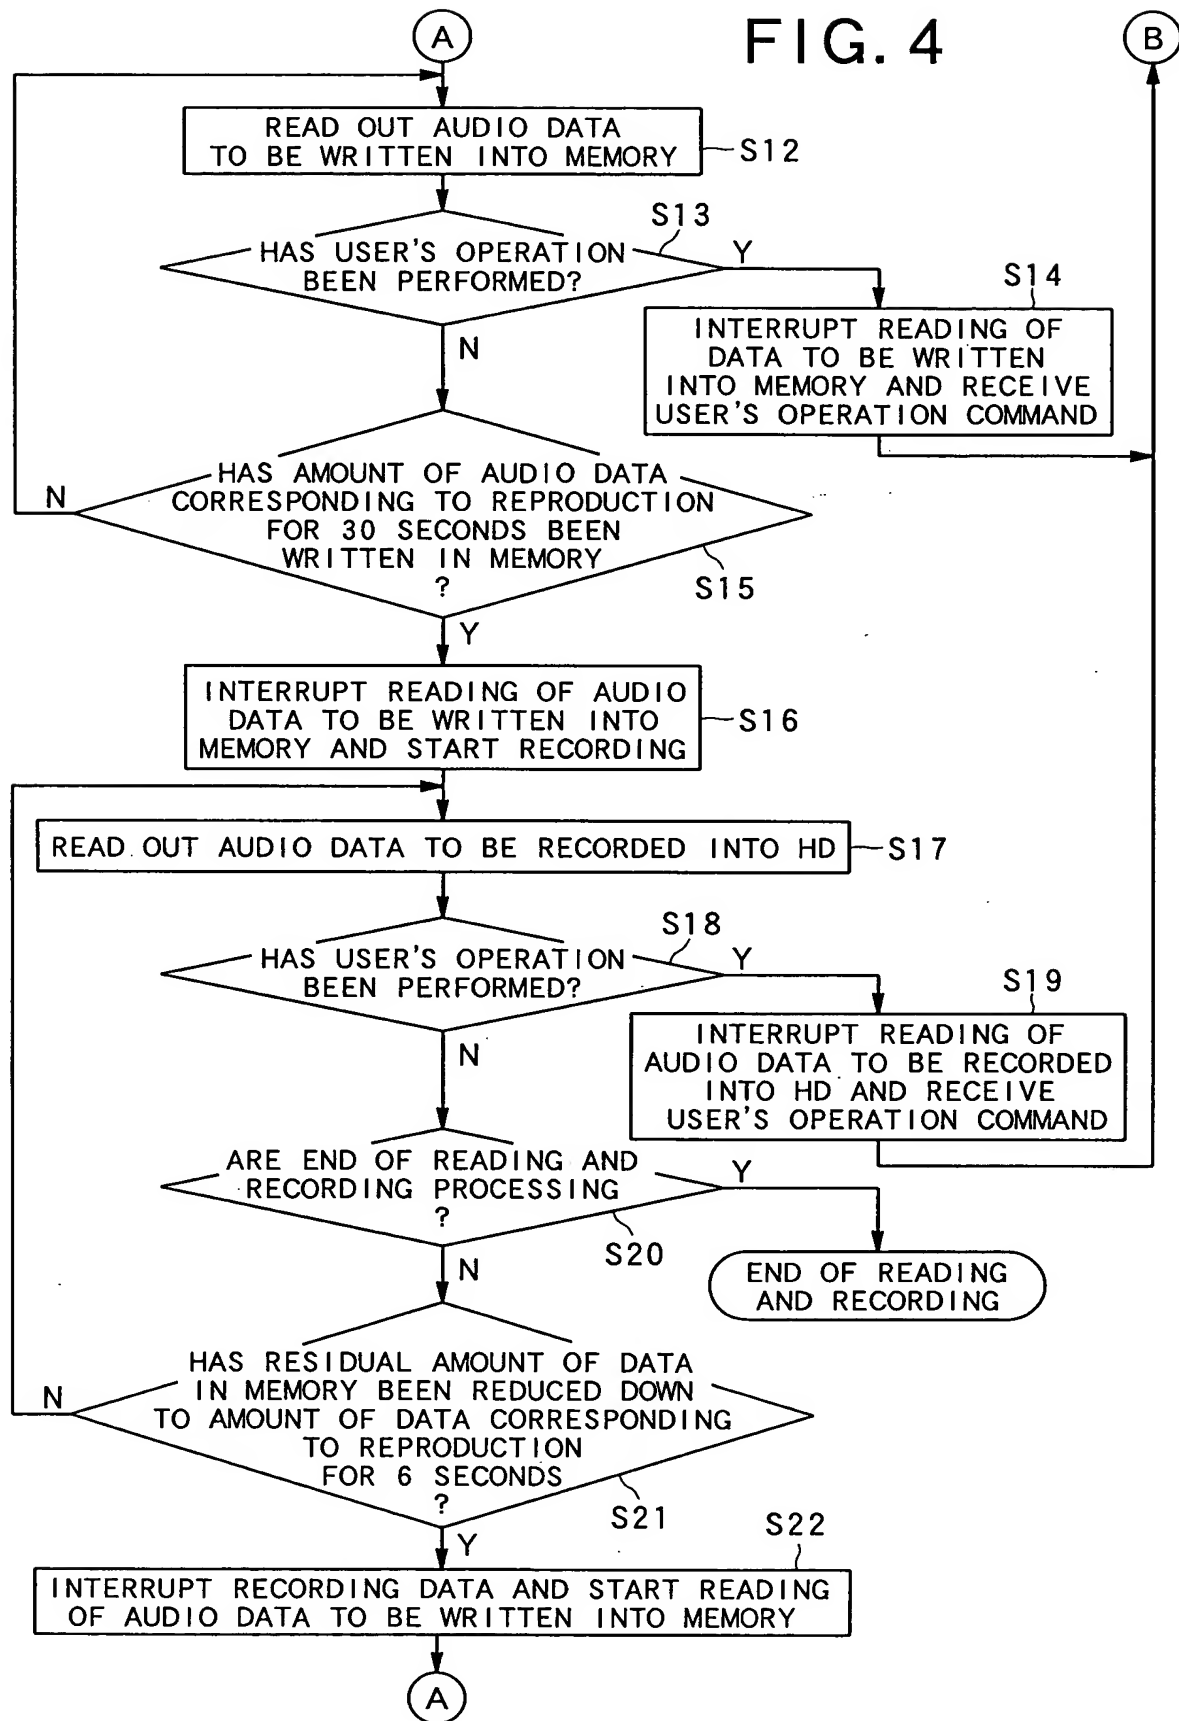 FIG. 4
A
B
READ OUT AUDIO DATA
TO BE WRITTEN INTO MEMORY
S12
HAS USER'S OPERATION
BEEN PERFORMED?
S13
Y
N
S14
INTERRUPT READING OF
DATA TO BE WRITTEN
INTO MEMORY AND RECEIVE
USER'S OPERATION COMMAND
HAS AMOUNT OF AUDIO DATA
CORRESPONDING TO REPRODUCTION
FOR 30 SECONDS BEEN
WRITTEN IN MEMORY
?
N
S15
Y
INTERRUPT READING OF AUDIO
DATA TO BE WRITTEN INTO
MEMORY AND START RECORDING
S16
READ OUT AUDIO DATA TO BE RECORDED INTO HD
S17
HAS USER'S OPERATION
BEEN PERFORMED?
S18
Y
N
S19
INTERRUPT READING OF
AUDIO DATA TO BE RECORDED
INTO HD AND RECEIVE
USER'S OPERATION COMMAND
ARE END OF READING AND
RECORDING PROCESSING
?
Y
S20
N
END OF READING
AND RECORDING
HAS RESIDUAL AMOUNT OF DATA
IN MEMORY BEEN REDUCED DOWN
TO AMOUNT OF DATA CORRESPONDING
TO REPRODUCTION
FOR 6 SECONDS
?
N
S21
Y
S22
INTERRUPT RECORDING DATA AND START READING
OF AUDIO DATA TO BE WRITTEN INTO MEMORY
A